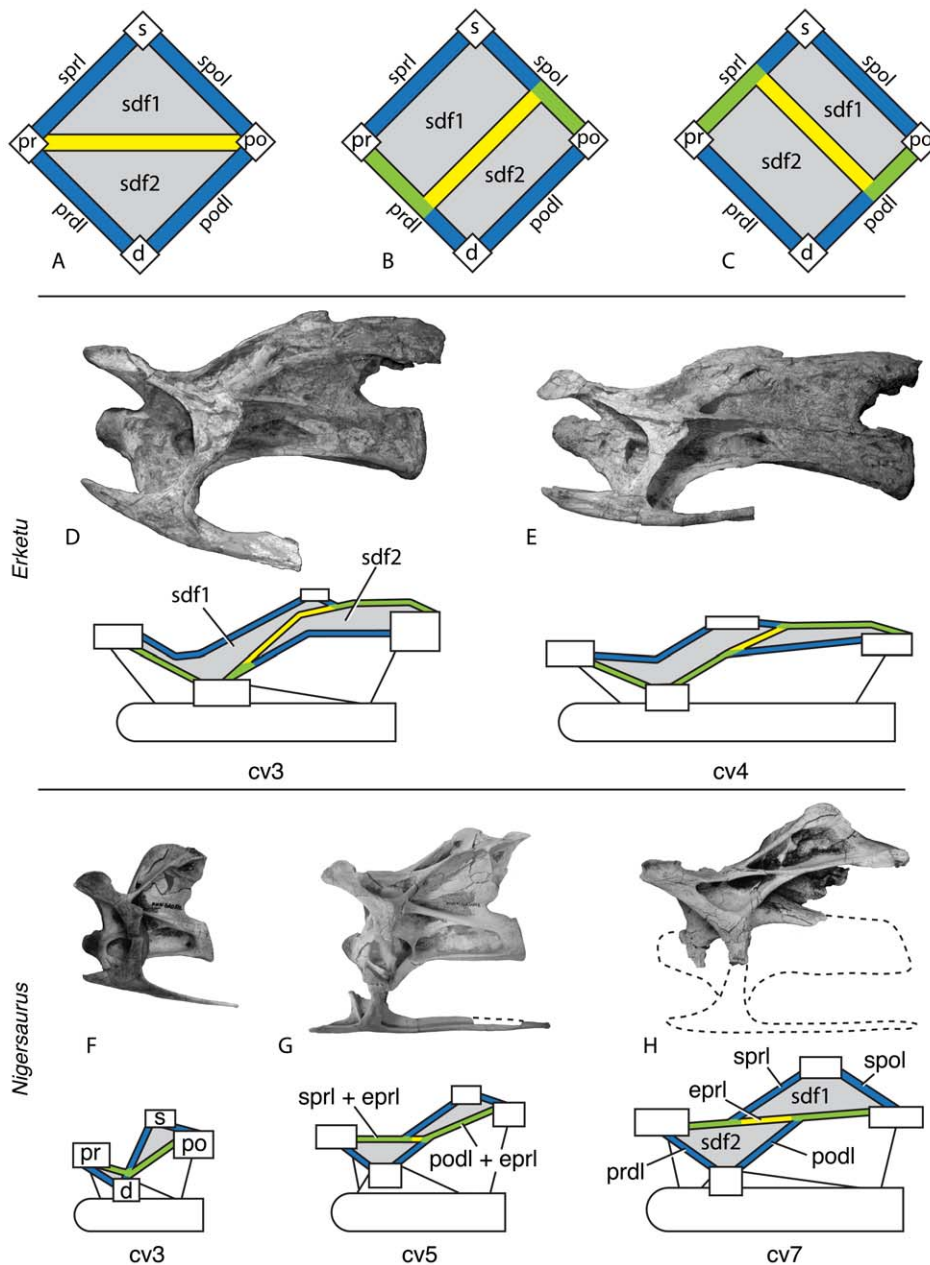 s
sprl
spol
sdf1
pr
po
sdf2
prdl
podl
d
A
s
sprl
spol
sdf1
pr
po
sdf2
prdl
podl
d
B
s
sprl
spol
sdf1
pr
po
sdf2
prdl
podl
d
C
Erketu
D
E
sdf1
sdf2
cv3
cv4
Nigersaurus
F
G
H
s
pr
po
d
cv3
sprl + eprl
podl + eprl
cv5
sprl
spol
eprl
sdf1
sdf2
prdl
podl
cv7